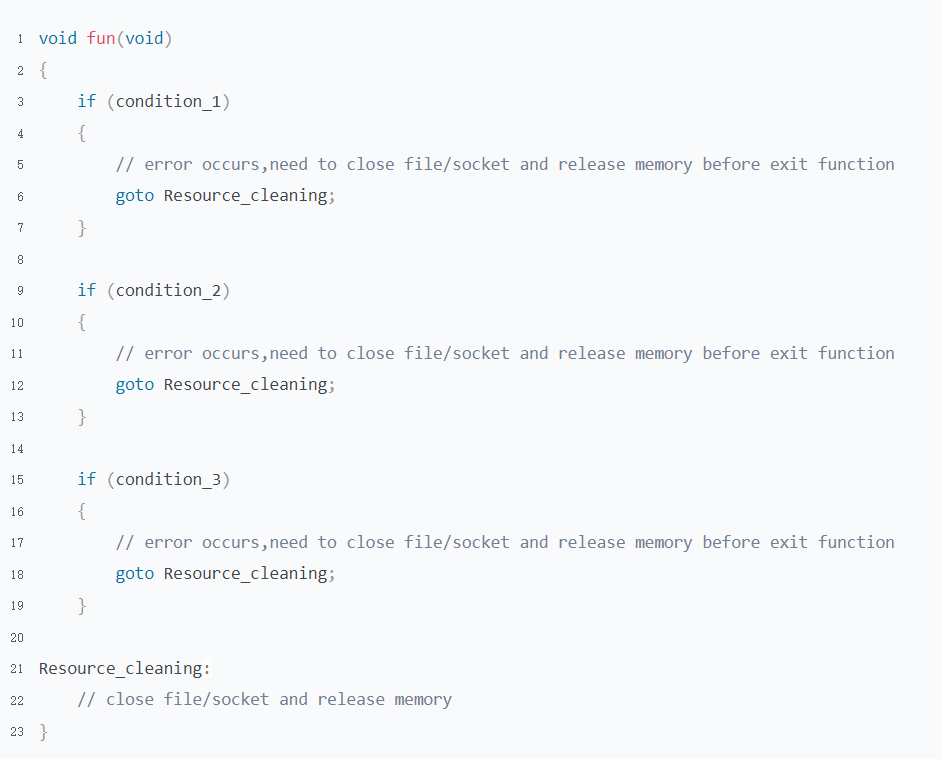 1 void fun(void)
2 {
3     if (condition_1)
4     {
5         // error occurs,need to close file/socket and release memory before exit function
6         goto Resource_cleaning;
7     }
8
9     if (condition_2)
10     {
11         // error occurs,need to close file/socket and release memory before exit function
12         goto Resource_cleaning;
13     }
14
15     if (condition_3)
16     {
17         // error occurs,need to close file/socket and release memory before exit function
18         goto Resource_cleaning;
19     }
20
21 Resource_cleaning:
22     // close file/socket and release memory
23 }